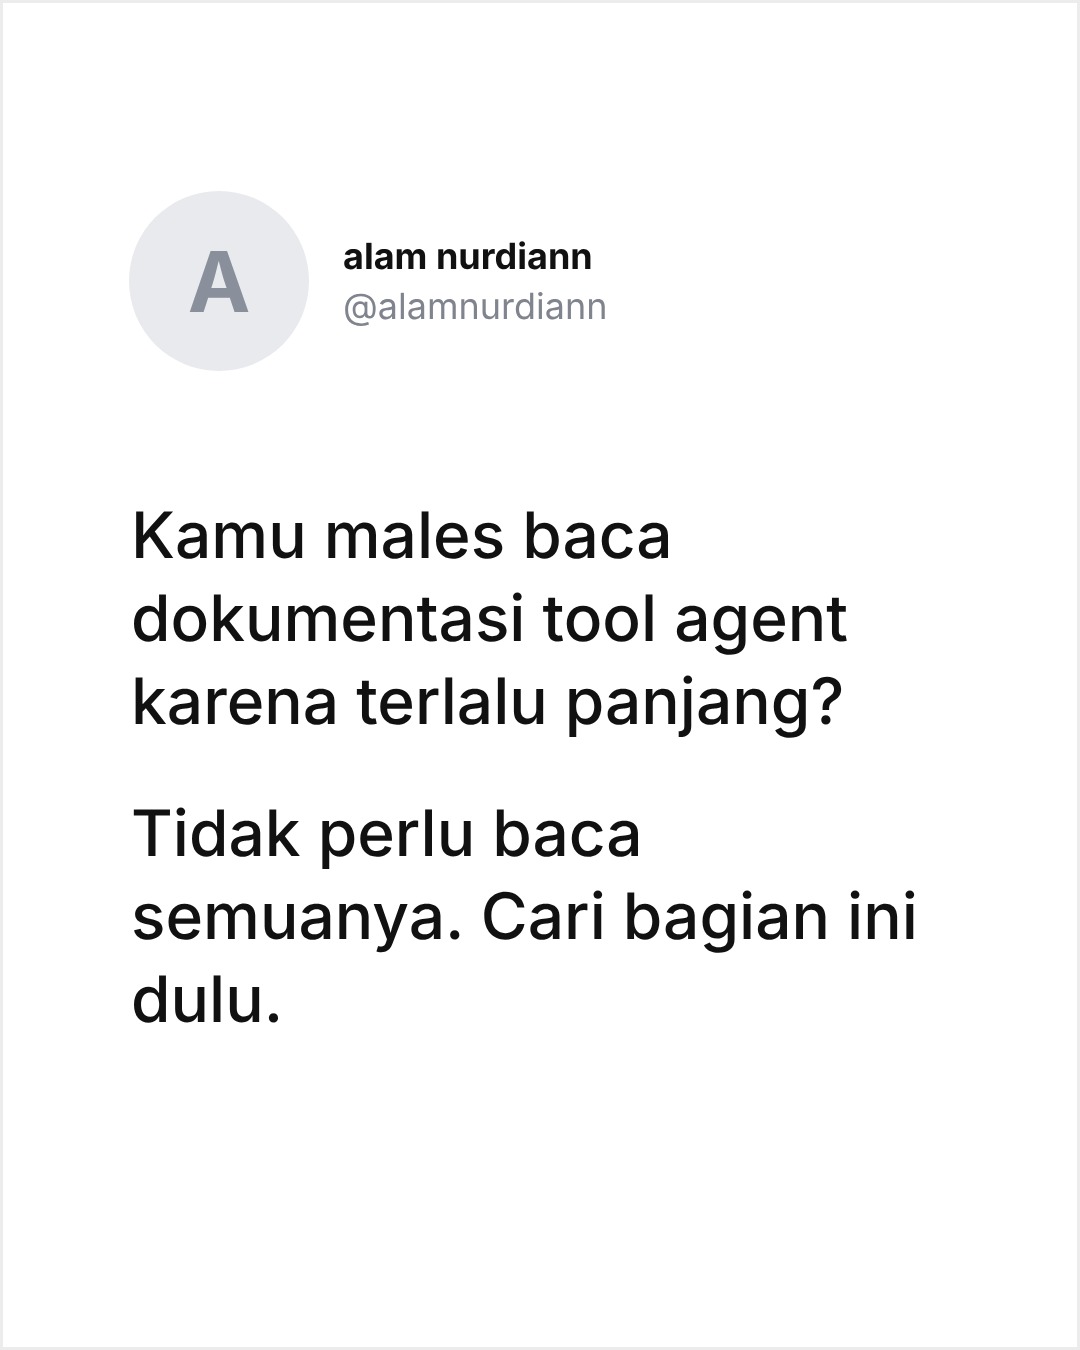 A
alam nurdiann
@alamnurdiann
Kamu males baca
dokumentasi tool agent
karena terlalu panjang?
Tidak perlu baca
semuanya. Cari bagian ini
dulu.